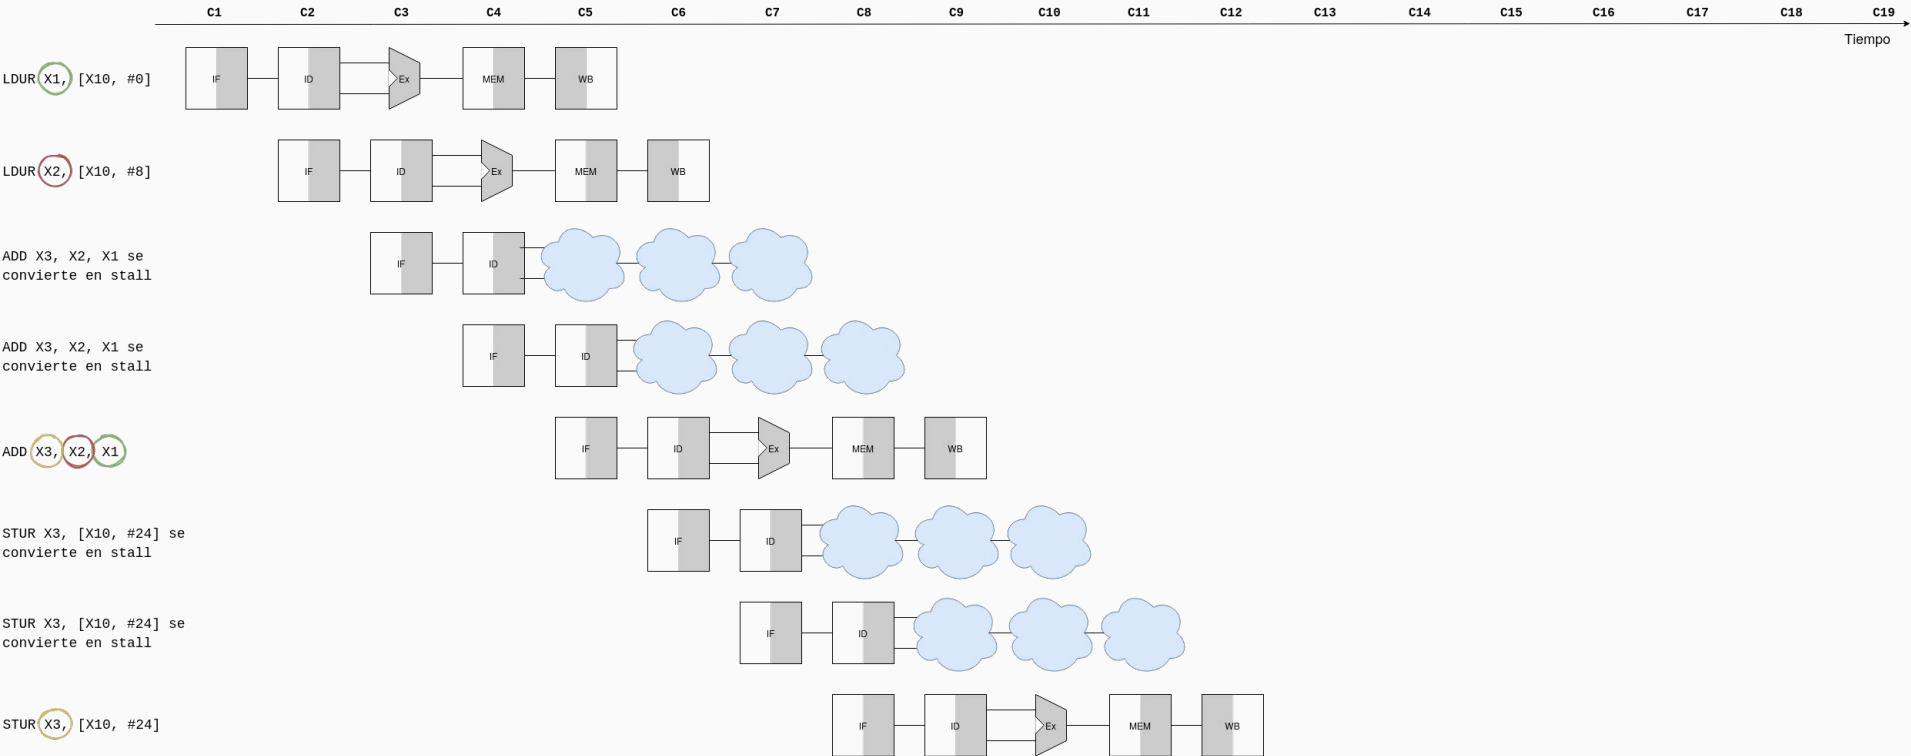 C1 C2 C3 C4 C5 C6 C7 C8 C9 C10 C11 C12 C13 C14 C15 C16 C17 C18 C19
Tiempo
LDUR X1, [X10, #0] IF ID Ex MEM WB
LDUR X2, [X10, #8] IF ID Ex MEM WB
ADD X3, X2, X1 se
convierte en stall
IF ID
ADD X3, X2, X1 se
convierte en stall
IF ID
ADD X3, X2, X1 IF ID Ex MEM WB
STUR X3, [X10, #24] se
convierte en stall
IF ID
STUR X3, [X10, #24] se
convierte en stall
IF ID
STUR X3, [X10, #24] IF ID Ex MEM WB